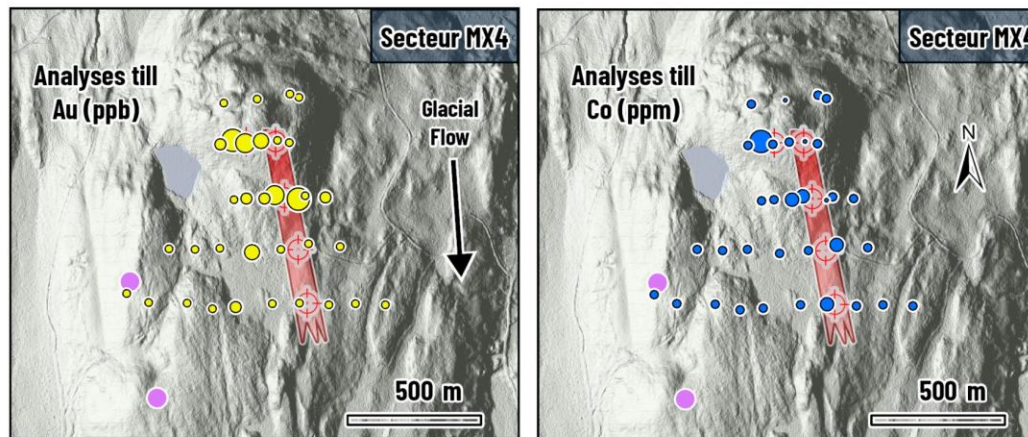 Secteur MX4
Analyses till
Au (ppb)
Glacial
Flow
500 m
Secteur MX4
Analyses till
Co (ppm)
N
500 m